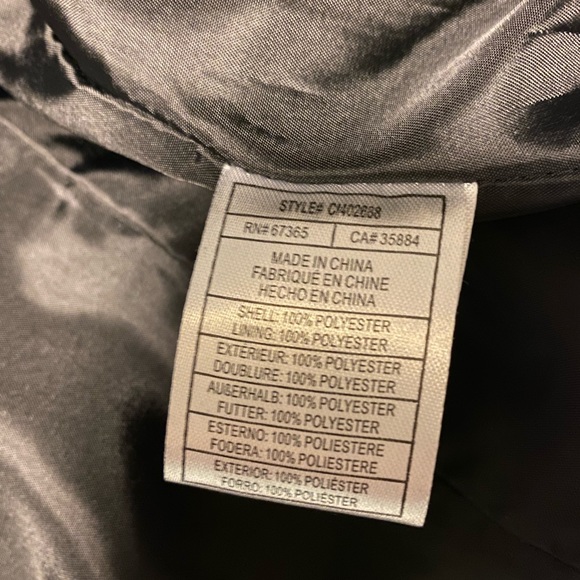 STYLE# CI402668
RN# 67365 CA# 35884
MADE IN CHINA
FABRIQUÉ EN CHINE
HECHO EN CHINA
SHELL: 100% POLYESTER
LINING: 100% POLYESTER
EXTÉRIEUR: 100% POLYESTER
DOUBLURE: 100% POLYESTER
AUßERHALB: 100% POLYESTER
FUTTER: 100% POLYESTER
ESTERNO: 100% POLIESTERE
FODERA: 100% POLIESTERE
EXTERIOR: 100% POLIÉSTER
FORRO: 100% POLIÉSTER